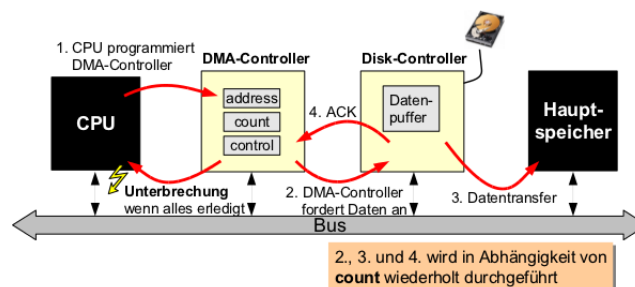 1. CPU programmiert
DMA-Controller
DMA-Controller
Disk-Controller
CPU
address
count
control
4. ACK
Daten-
puffer
Haupt-
speicher
Unterbrechung
wenn alles erledigt
2. DMA-Controller
fordert Daten an
3. Datentransfer
Bus
2., 3. und 4. wird in Abhängigkeit von
count wiederholt durchgeführt